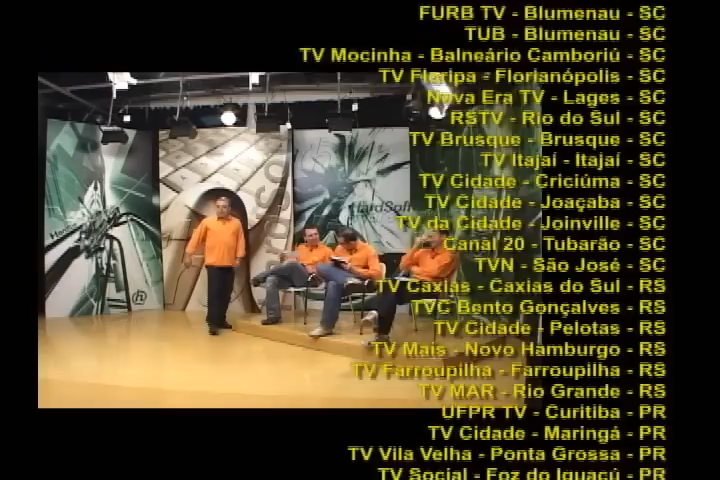 FURB TV - Blumenau - SC
TUB - Blumenau - SC
TV Mocinha - Balneário Camboriú - SC
TV Floripa - Florianópolis - SC
Nova Era TV - Lages - SC
RSTV - Rio do Sul - SC
TV Brusque - Brusque - SC
TV Itajaí - Itajaí - SC
TV Cidade - Criciúma - SC
TV Cidade - Joaçaba - SC
HardSoft
TV da Cidade - Joinville - SC
Canal 20 - Tubarão - SC
TVN - São José - SC
TV Caxias - Caxias do Sul - RS
TVC Bento Gonçalves - RS
TV Cidade - Pelotas - RS
TV Mais - Novo Hamburgo - RS
TV Farroupilha - Farroupilha - RS
TV MAR - Rio Grande - RS
UFPR TV - Curitiba - PR
TV Cidade - Maringá - PR
TV Vila Velha - Ponta Grossa - PR
TV Social - Foz do Iguaçú - PR